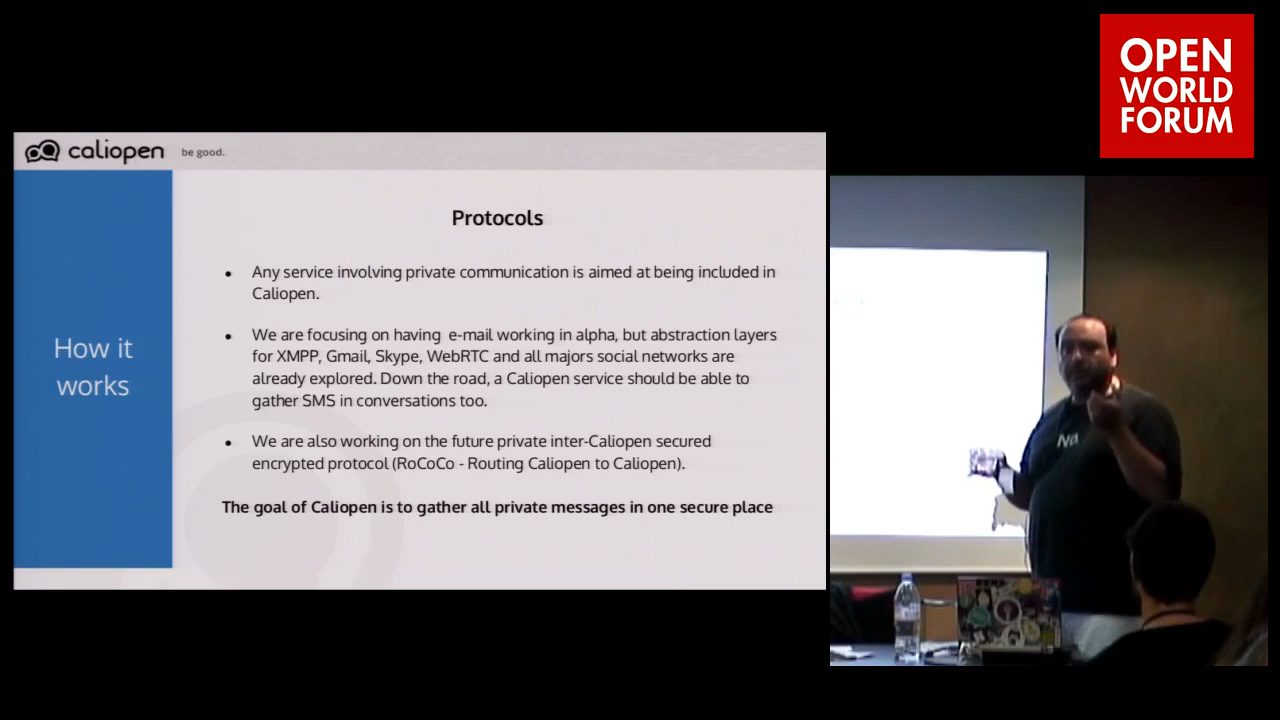 OPEN
WORLD
FORUM
caliopen be good.
How it
works
Protocols
● Any service involving private communication is aimed at being included in
Caliopen.
● We are focusing on having e-mail working in alpha, but abstraction layers
for XMPP, Gmail, Skype, WebRTC and all majors social networks are
already explored. Down the road, a Caliopen service should be able to
gather SMS in conversations too.
● We are also working on the future private inter-Caliopen secured
encrypted protocol (RoCoCo - Routing Caliopen to Caliopen).
The goal of Caliopen is to gather all private messages in one secure place